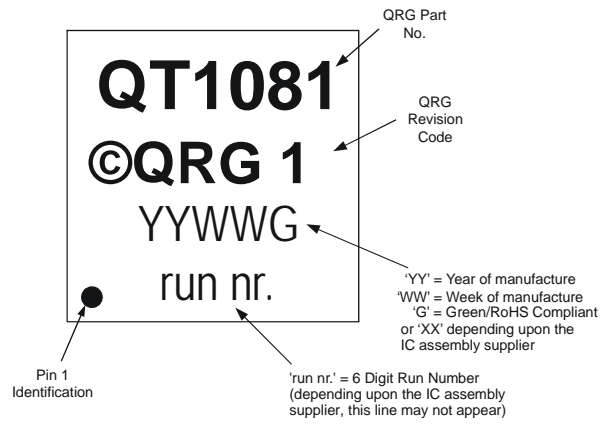 QRG Part
No.
QT1081
QRG
Revision
Code
©QRG 1
YYWWG
'YY' = Year of manufacture
'WW' = Week of manufacture
'G' = Green/RoHS Compliant
or 'XX' depending upon the
IC assembly supplier
run nr.
Pin 1
Identification
'run nr.' = 6 Digit Run Number
(depending upon the IC assembly
supplier, this line may not appear)